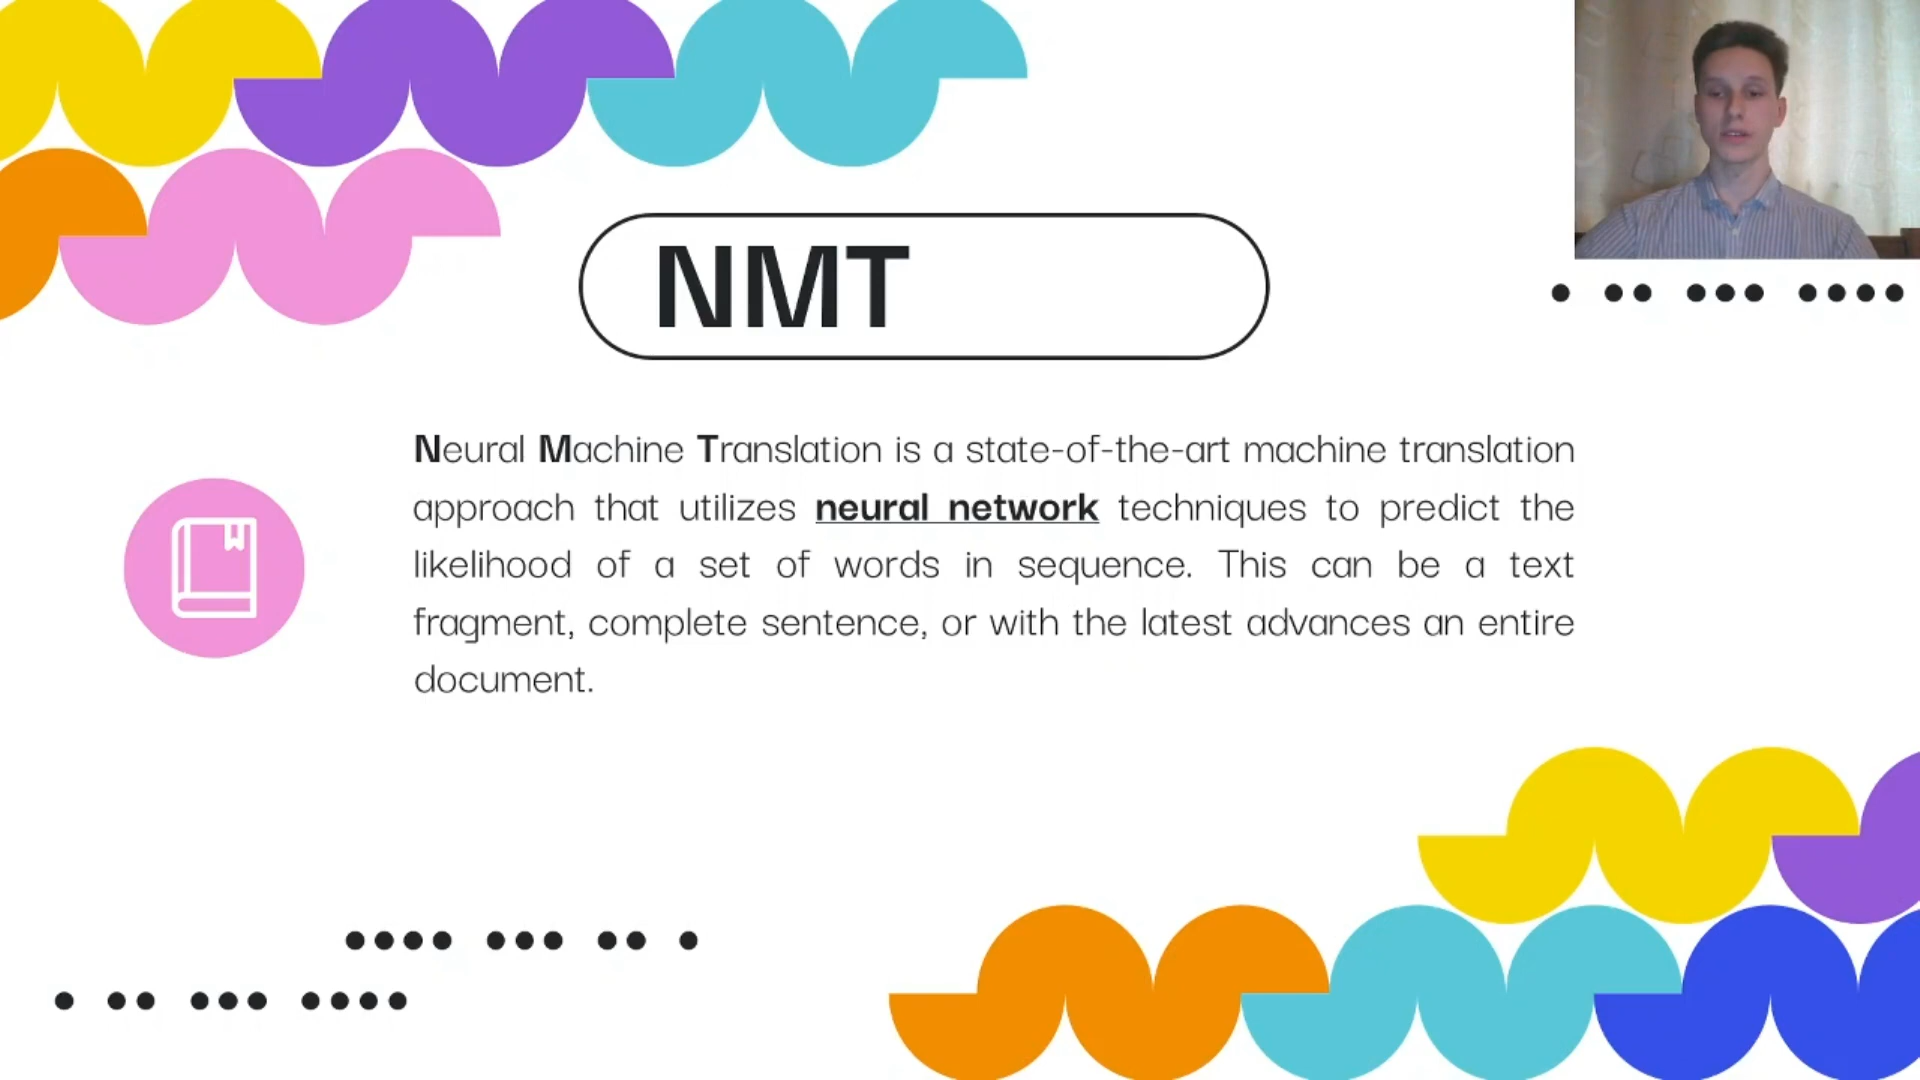 NMT
Neural Machine Translation is a state-of-the-art machine translation
approach that utilizes neural network techniques to predict the
likelihood of a set of words in sequence. This can be a text
fragment, complete sentence, or with the latest advances an entire
document.